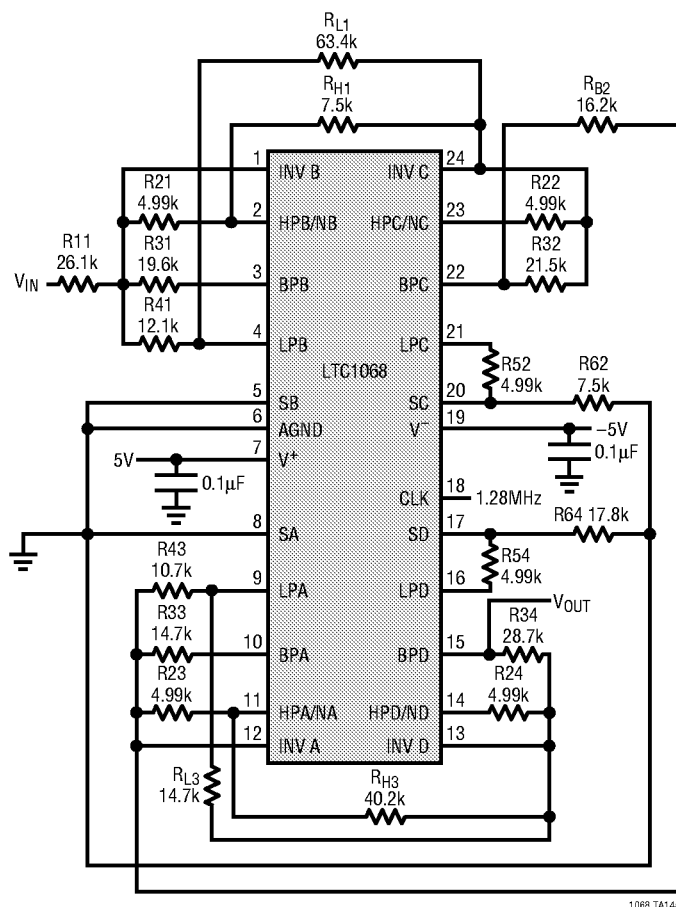 RL1
63.4k
RH1
7.5k
RB2
16.2k
1
INV B
INV C
24
R21
4.99k
2
HPB/NB
HPC/NC
23
R22
4.99k
R11
26.1k
R31
19.6k
3
BPB
BPC
22
R32
21.5k
VIN
R41
12.1k
4
LPB
LPC
21
LTC1068
R52
4.99k
R62
7.5k
5
SB
SC
20
6
AGND
V−
19
−5V
5V
7
V+
0.1µF
0.1µF
CLK
18
1.28MHz
8
SA
SD
17
R64 17.8k
R43
10.7k
9
LPA
LPD
16
R54
4.99k
VOUT
R33
14.7k
10
BPA
BPD
15
R34
28.7k
R23
4.99k
11
HPA/NA
HPD/ND
14
R24
4.99k
12
INV A
INV D
13
RL3
14.7k
RH3
40.2k